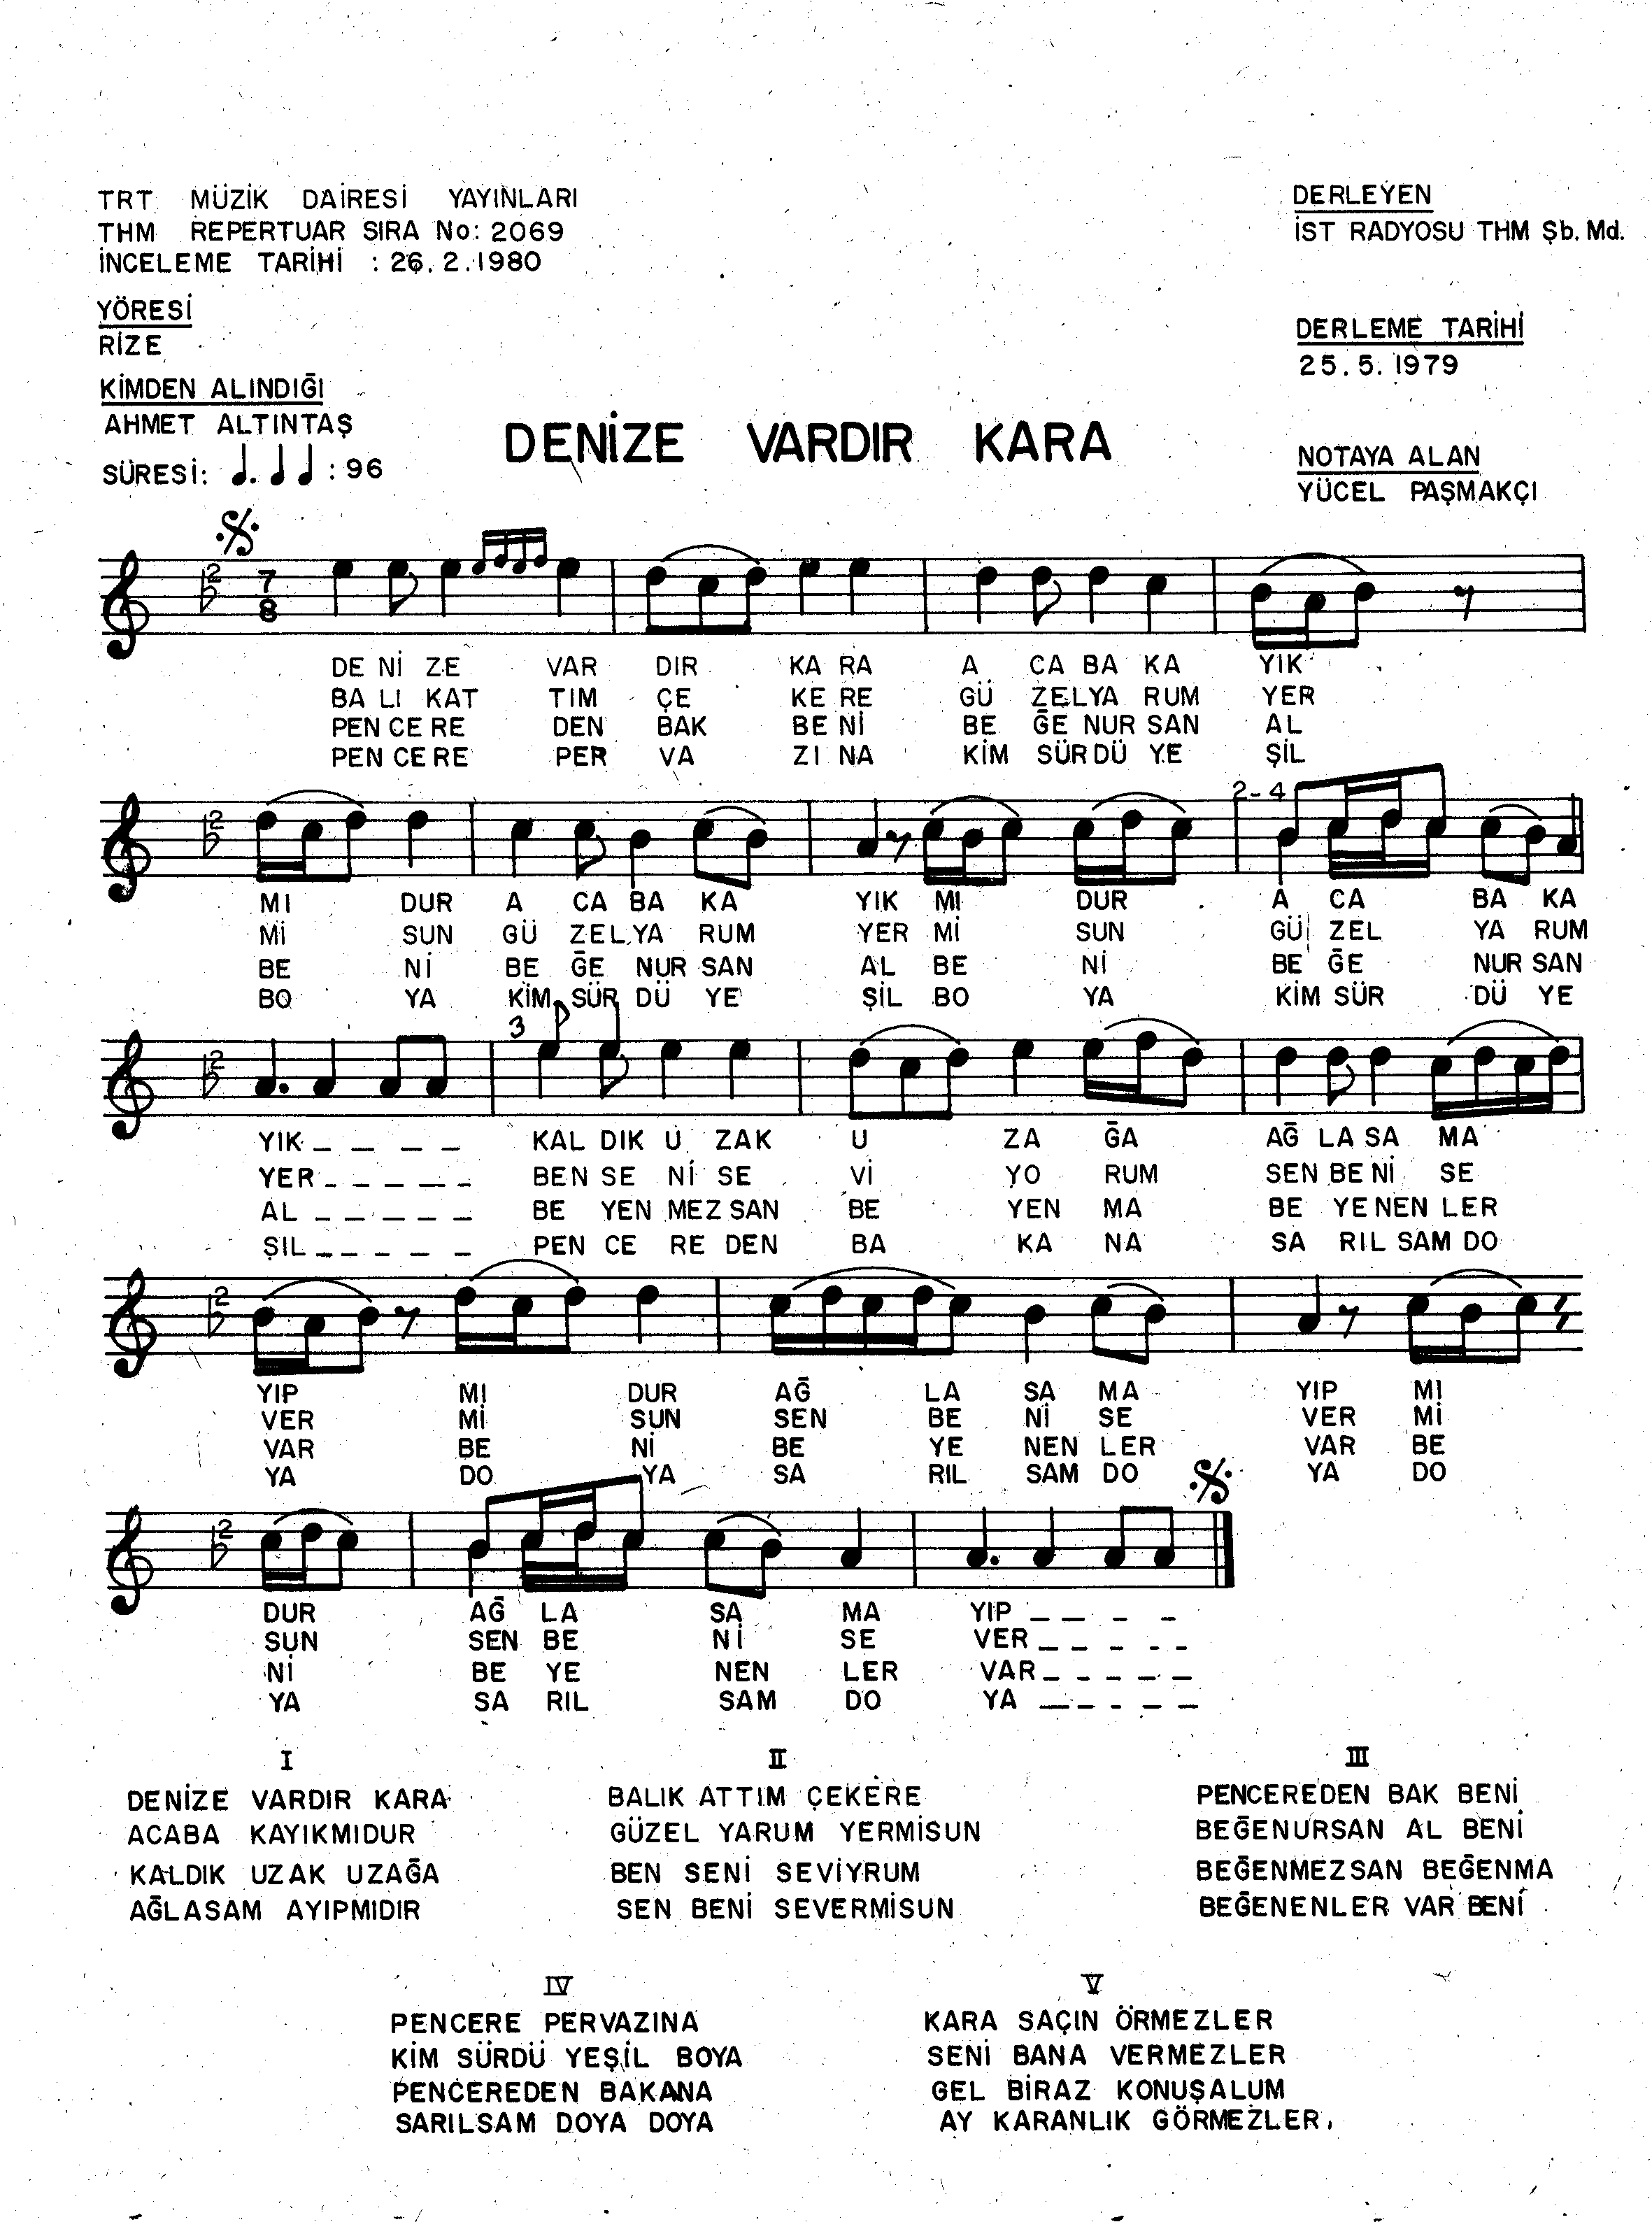 TRT MÜZİK DAİRESİ YAYINLARI
THM REPERTUAR SIRA No: 2069
İNCELEME TARİHİ : 26.2.1980
DERLEYEN
İST RADYOSU THM Şb. Md.
YÖRESİ
RİZE
DERLEME TARİHİ
25.5.1979
KİMDEN ALINDIĞI
AHMET ALTINTAŞ
SÜRESİ: ♩. ♩ ♩ : 96
DENİZE VARDIR KARA
NOTAYA ALAN
YÜCEL PAŞMAKÇI
2
7
8
DE Nİ ZE VAR DIR KA RA A CA BA KA YIK
BA LI KAT TIM ÇE KE RE GÜ ZEL YA RUM YER
PEN CE RE DEN BAK BE Nİ BE ĞE NUR SAN AL
PEN CE RE PER VA ZI NA KİM SÜR DÜ YE ŞİL
2
2-4
MI DUR A CA BA KA YIK MI DUR A CA BA KA
Mİ SUN GÜ ZEL YA RUM YER Mİ SUN GÜ ZEL YA RUM
BE Nİ BE ĞE NUR SAN AL BE Nİ BE ĞE NUR SAN
BO YA KİM SÜR DÜ YE ŞİL BO YA KİM SÜR DÜ YE
2
3
YIK _ _ _ _ KAL DIK U ZAK U ZA ĞA AĞ LA SA MA
YER _ _ _ _ _ BEN SE Nİ SE Vİ YO RUM SEN BE Nİ SE
AL _ _ _ _ _ BE YEN MEZ SAN BE YEN MA BE YE NEN LER
ŞIL _ _ _ _ _ PEN CE RE DEN BA KA NA SA RIL SAM DO
2
YIP MI DUR AĞ LA SA MA YIP MI
VER Mİ SUN SEN BE Nİ SE VER Mİ
VAR BE Nİ BE YE NEN LER VAR BE
YA DO YA SA RIL SAM DO YA DO
2
DUR AĞ LA SA MA YIP _ _ _ _
SUN SEN BE Nİ SE VER _ _ _ _ _
Nİ BE YE NEN LER VAR _ _ _ _ _
YA SA RIL SAM DO YA _ _ _ _ _
I
DENİZE VARDIR KARA
ACABA KAYIKMIDUR
KALDIK UZAK UZAĞA
AĞLASAM AYIPMIDIR
II
BALIK ATTIM ÇEKERE
GÜZEL YARUM YERMİSUN
BEN SENİ SEVİYRUM
SEN BENİ SEVERMİSUN
III
PENCEREDEN BAK BENİ
BEĞENURSAN AL BENİ
BEĞENMEZSAN BEĞENMA
BEĞENENLER VAR BENİ
IV
PENCERE PERVAZINA
KİM SÜRDÜ YEŞİL BOYA
PENCEREDEN BAKANA
SARILSAM DOYA DOYA
V
KARA SAÇIN ÖRMEZLER
SENİ BANA VERMEZLER
GEL BİRAZ KONUŞALUM
AY KARANLIK GÖRMEZLER.